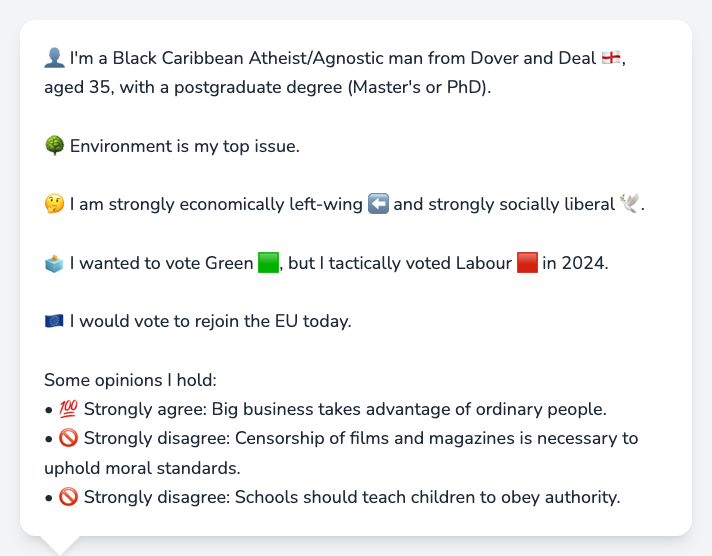 👤 I'm a Black Caribbean Atheist/Agnostic man from Dover and Deal 🏴󠁧󠁢󠁥󠁮󠁧󠁿,
aged 35, with a postgraduate degree (Master's or PhD).
🌳 Environment is my top issue.
🤔 I am strongly economically left-wing ⬅️ and strongly socially liberal 🕊️.
🗳️ I wanted to vote Green 🟩, but I tactically voted Labour 🟥 in 2024.
🇪🇺 I would vote to rejoin the EU today.
Some opinions I hold:
• 💯 Strongly agree: Big business takes advantage of ordinary people.
• 🚫 Strongly disagree: Censorship of films and magazines is necessary to
uphold moral standards.
• 🚫 Strongly disagree: Schools should teach children to obey authority.